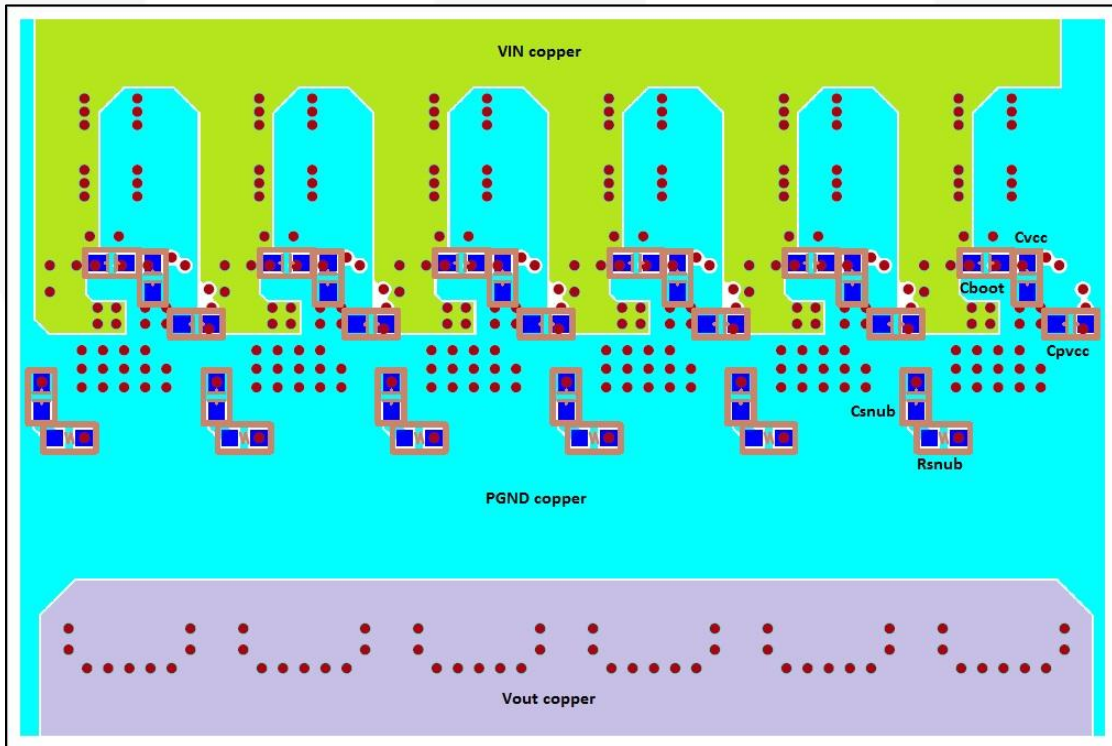 VIN copper
Cvcc
Cboot
Cpvcc
Csnub
Rsnub
PGND copper
Vout copper